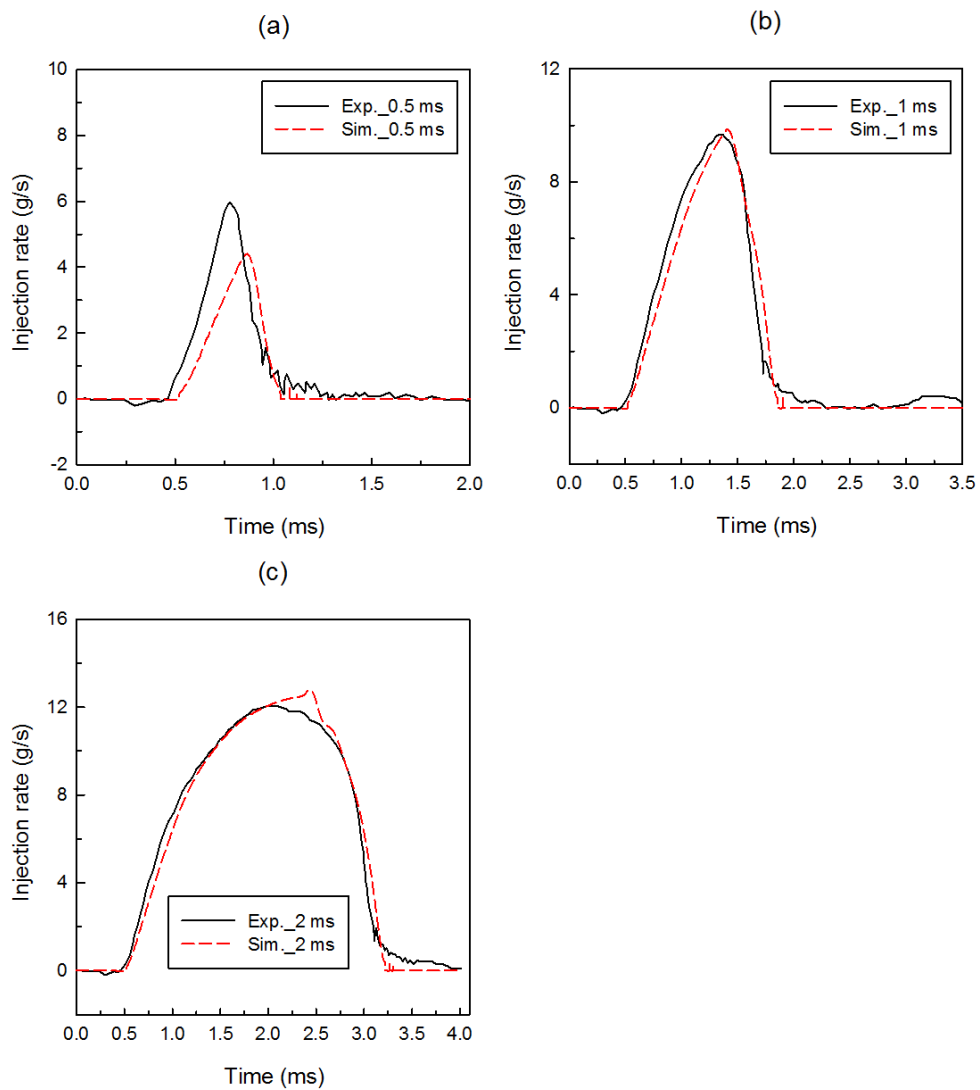 (a)
10
8
6
4
2
0
-2
Injection rate (g/s)
Exp._0.5 ms
Sim._0.5 ms
0.0 0.5 1.0 1.5 2.0
Time (ms)
(b)
12
8
4
0
Injection rate (g/s)
Exp._1 ms
Sim._1 ms
0.0 0.5 1.0 1.5 2.0 2.5 3.0 3.5
Time (ms)
(c)
16
12
8
4
0
Injection rate (g/s)
Exp._2 ms
Sim._2 ms
0.0 0.5 1.0 1.5 2.0 2.5 3.0 3.5 4.0
Time (ms)